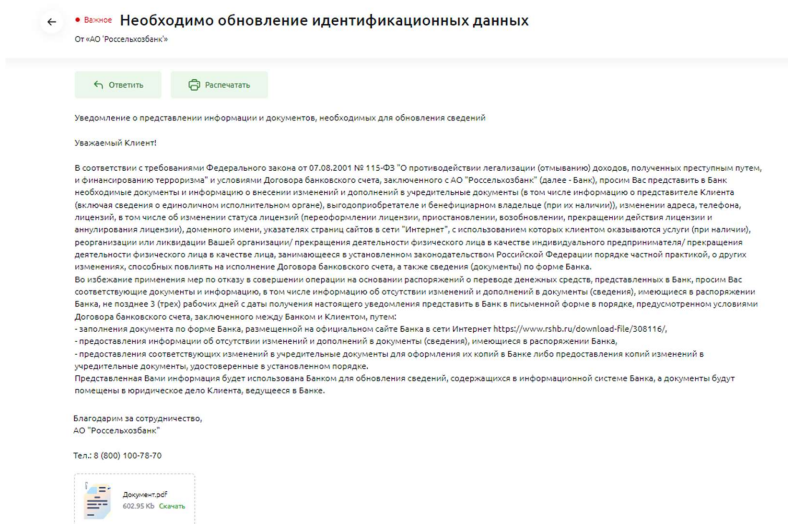 Важное Необходимо обновление идентификационных данных
От «АО 'Россельхозбанк'»
Ответить
Распечатать
Уведомление о представлении информации и документов, необходимых для обновления сведений
Уважаемый Клиент!
В соответствии с требованиями Федерального закона от 07.08.2001 № 115-ФЗ "О противодействии легализации (отмыванию) доходов, полученных преступным путем,
и финансированию терроризма" и условиями Договора банковского счета, заключенного с АО "Россельхозбанк" (далее - Банк), просим Вас представить в Банк
необходимые документы и информацию о внесении изменений и дополнений в учредительные документы (в том числе информацию о представителе Клиента
(включая сведения о единоличном исполнительном органе), выгодоприобретателе и бенефициарном владельце (при их наличии)), изменении адреса, телефона,
лицензий, в том числе об изменении статуса лицензий (переоформлении лицензии, приостановлении, возобновлении, прекращении действия лицензии и
аннулирования лицензии), доменного имени, указателях страниц сайтов в сети "Интернет", с использованием которых клиентом оказываются услуги (при наличии),
реорганизации или ликвидации Вашей организации/ прекращения деятельности физического лица в качестве индивидуального предпринимателя/ прекращения
деятельности физического лица в качестве лица, занимающееся в установленном законодательством Российской Федерации порядке частной практикой, о других
изменениях, способных повлиять на исполнение Договора банковского счета, а также сведения (документы) по форме Банка.
Во избежание применения мер по отказу в совершении операции на основании распоряжений о переводе денежных средств, представленных в Банк, просим Вас
соответствующие документы и информацию, в том числе информацию об отсутствии изменений и дополнений в документы (сведения), имеющиеся в распоряжении
Банка, не позднее 3 (трех) рабочих дней с даты получения настоящего уведомления представить в Банк в письменной форме в порядке, предусмотренном условиями
Договора банковского счета, заключенного между Банком и Клиентом, путем:
- заполнения документа по форме Банка, размещенной на официальном сайте Банка в сети Интернет https://www.rshb.ru/download-file/308116/,
- предоставления информации об отсутствии изменений и дополнений в документы (сведения), имеющиеся в распоряжении Банка,
- предоставления соответствующих изменений в учредительные документы для оформления их копий в Банке либо предоставления копий изменений в
учредительные документы, удостоверенные в установленном порядке.
Представленная Вами информация будет использована Банком для обновления сведений, содержащихся в информационной системе Банка, а документы будут
помещены в юридическое дело Клиента, ведущееся в Банке.
Благодарим за сотрудничество,
АО "Россельхозбанк"
Тел.: 8 (800) 100-78-70
Документ.pdf
602,95 Kb Скачать